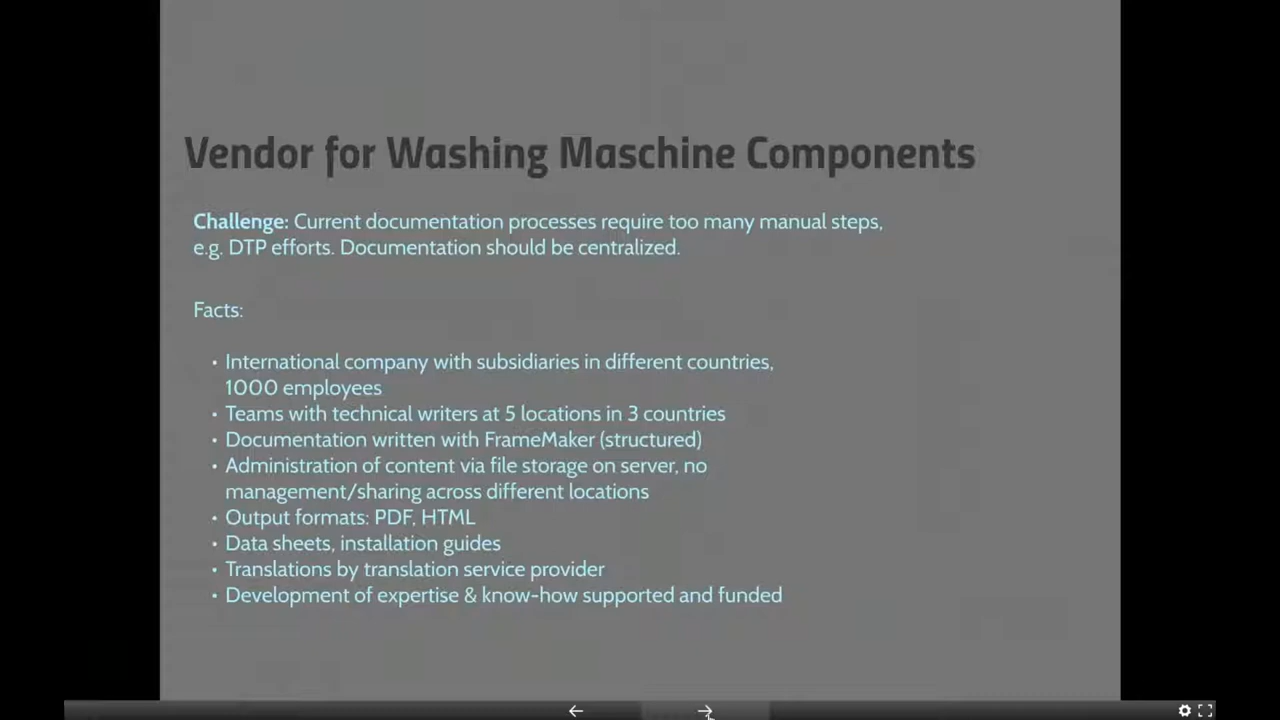 Vendor for Washing Maschine Components
Challenge: Current documentation processes require too many manual steps,
e.g. DTP efforts. Documentation should be centralized.
Facts:
• International company with subsidiaries in different countries,
1000 employees
• Teams with technical writers at 5 locations in 3 countries
• Documentation written with FrameMaker (structured)
• Administration of content via file storage on server, no
management/sharing across different locations
• Output formats: PDF, HTML
• Data sheets, installation guides
• Translations by translation service provider
• Development of expertise & know-how supported and funded